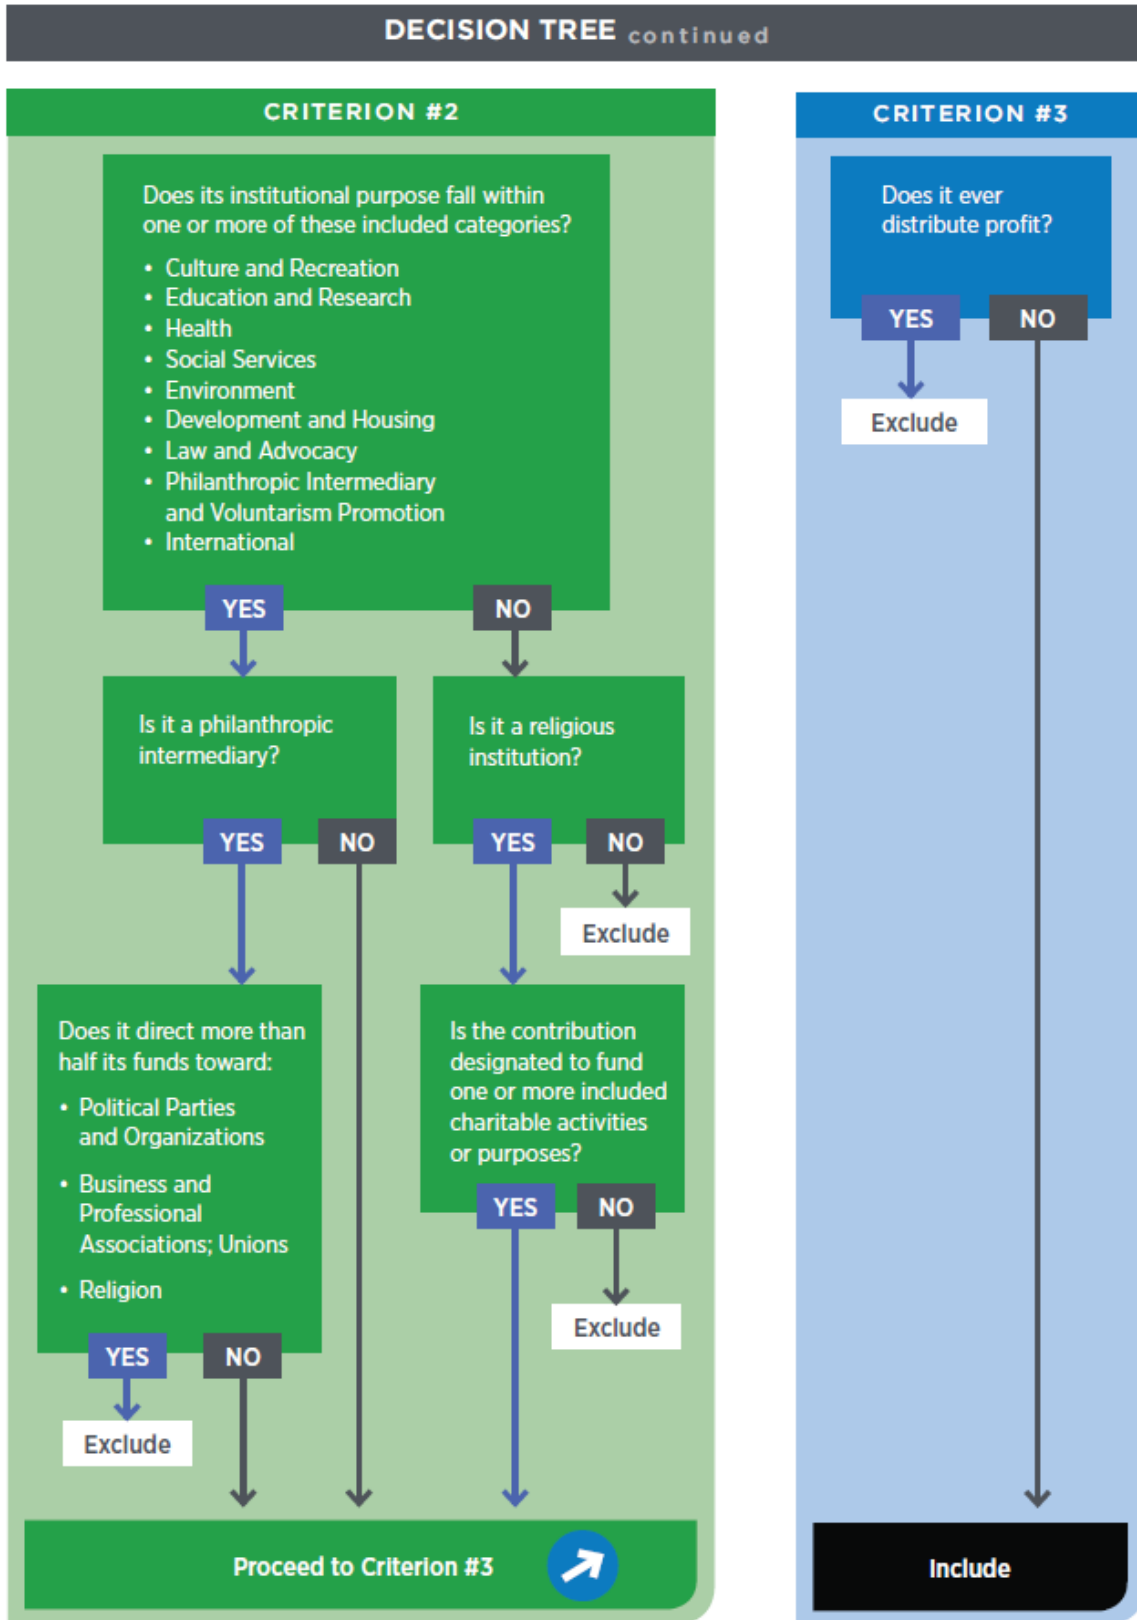 DECISION TREE continued
CRITERION #2
Does its institutional purpose fall within
one or more of these included categories?
• Culture and Recreation
• Education and Research
• Health
• Social Services
• Environment
• Development and Housing
• Law and Advocacy
• Philanthropic Intermediary
and Voluntarism Promotion
• International
YES
NO
Is it a philanthropic
intermediary?
YES
NO
Is it a religious
institution?
YES
NO
Exclude
Does it direct more than
half its funds toward:
• Political Parties
and Organizations
• Business and
Professional
Associations; Unions
• Religion
YES
NO
Exclude
Is the contribution
designated to fund
one or more included
charitable activities
or purposes?
YES
NO
Exclude
Proceed to Criterion #3
CRITERION #3
Does it ever
distribute profit?
YES
NO
Exclude
Include